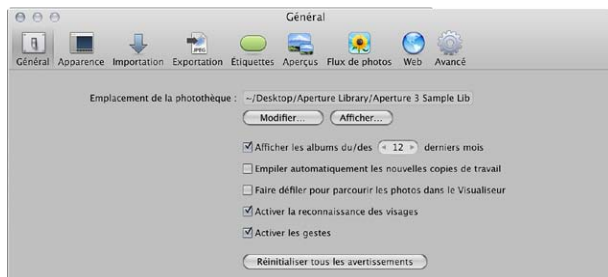 Général
Général Apparence Importation Exportation Étiquettes Aperçus Flux de photos Web Avancé
Emplacement de la photothèque : ~/Desktop/Aperture Library/Aperture 3 Sample Lib
Modifier... Afficher...
Afficher les albums du/des 12 derniers mois
Empiler automatiquement les nouvelles copies de travail
Faire défiler pour parcourir les photos dans le Visualiseur
Activer la reconnaissance des visages
Activer les gestes
Réinitialiser tous les avertissements